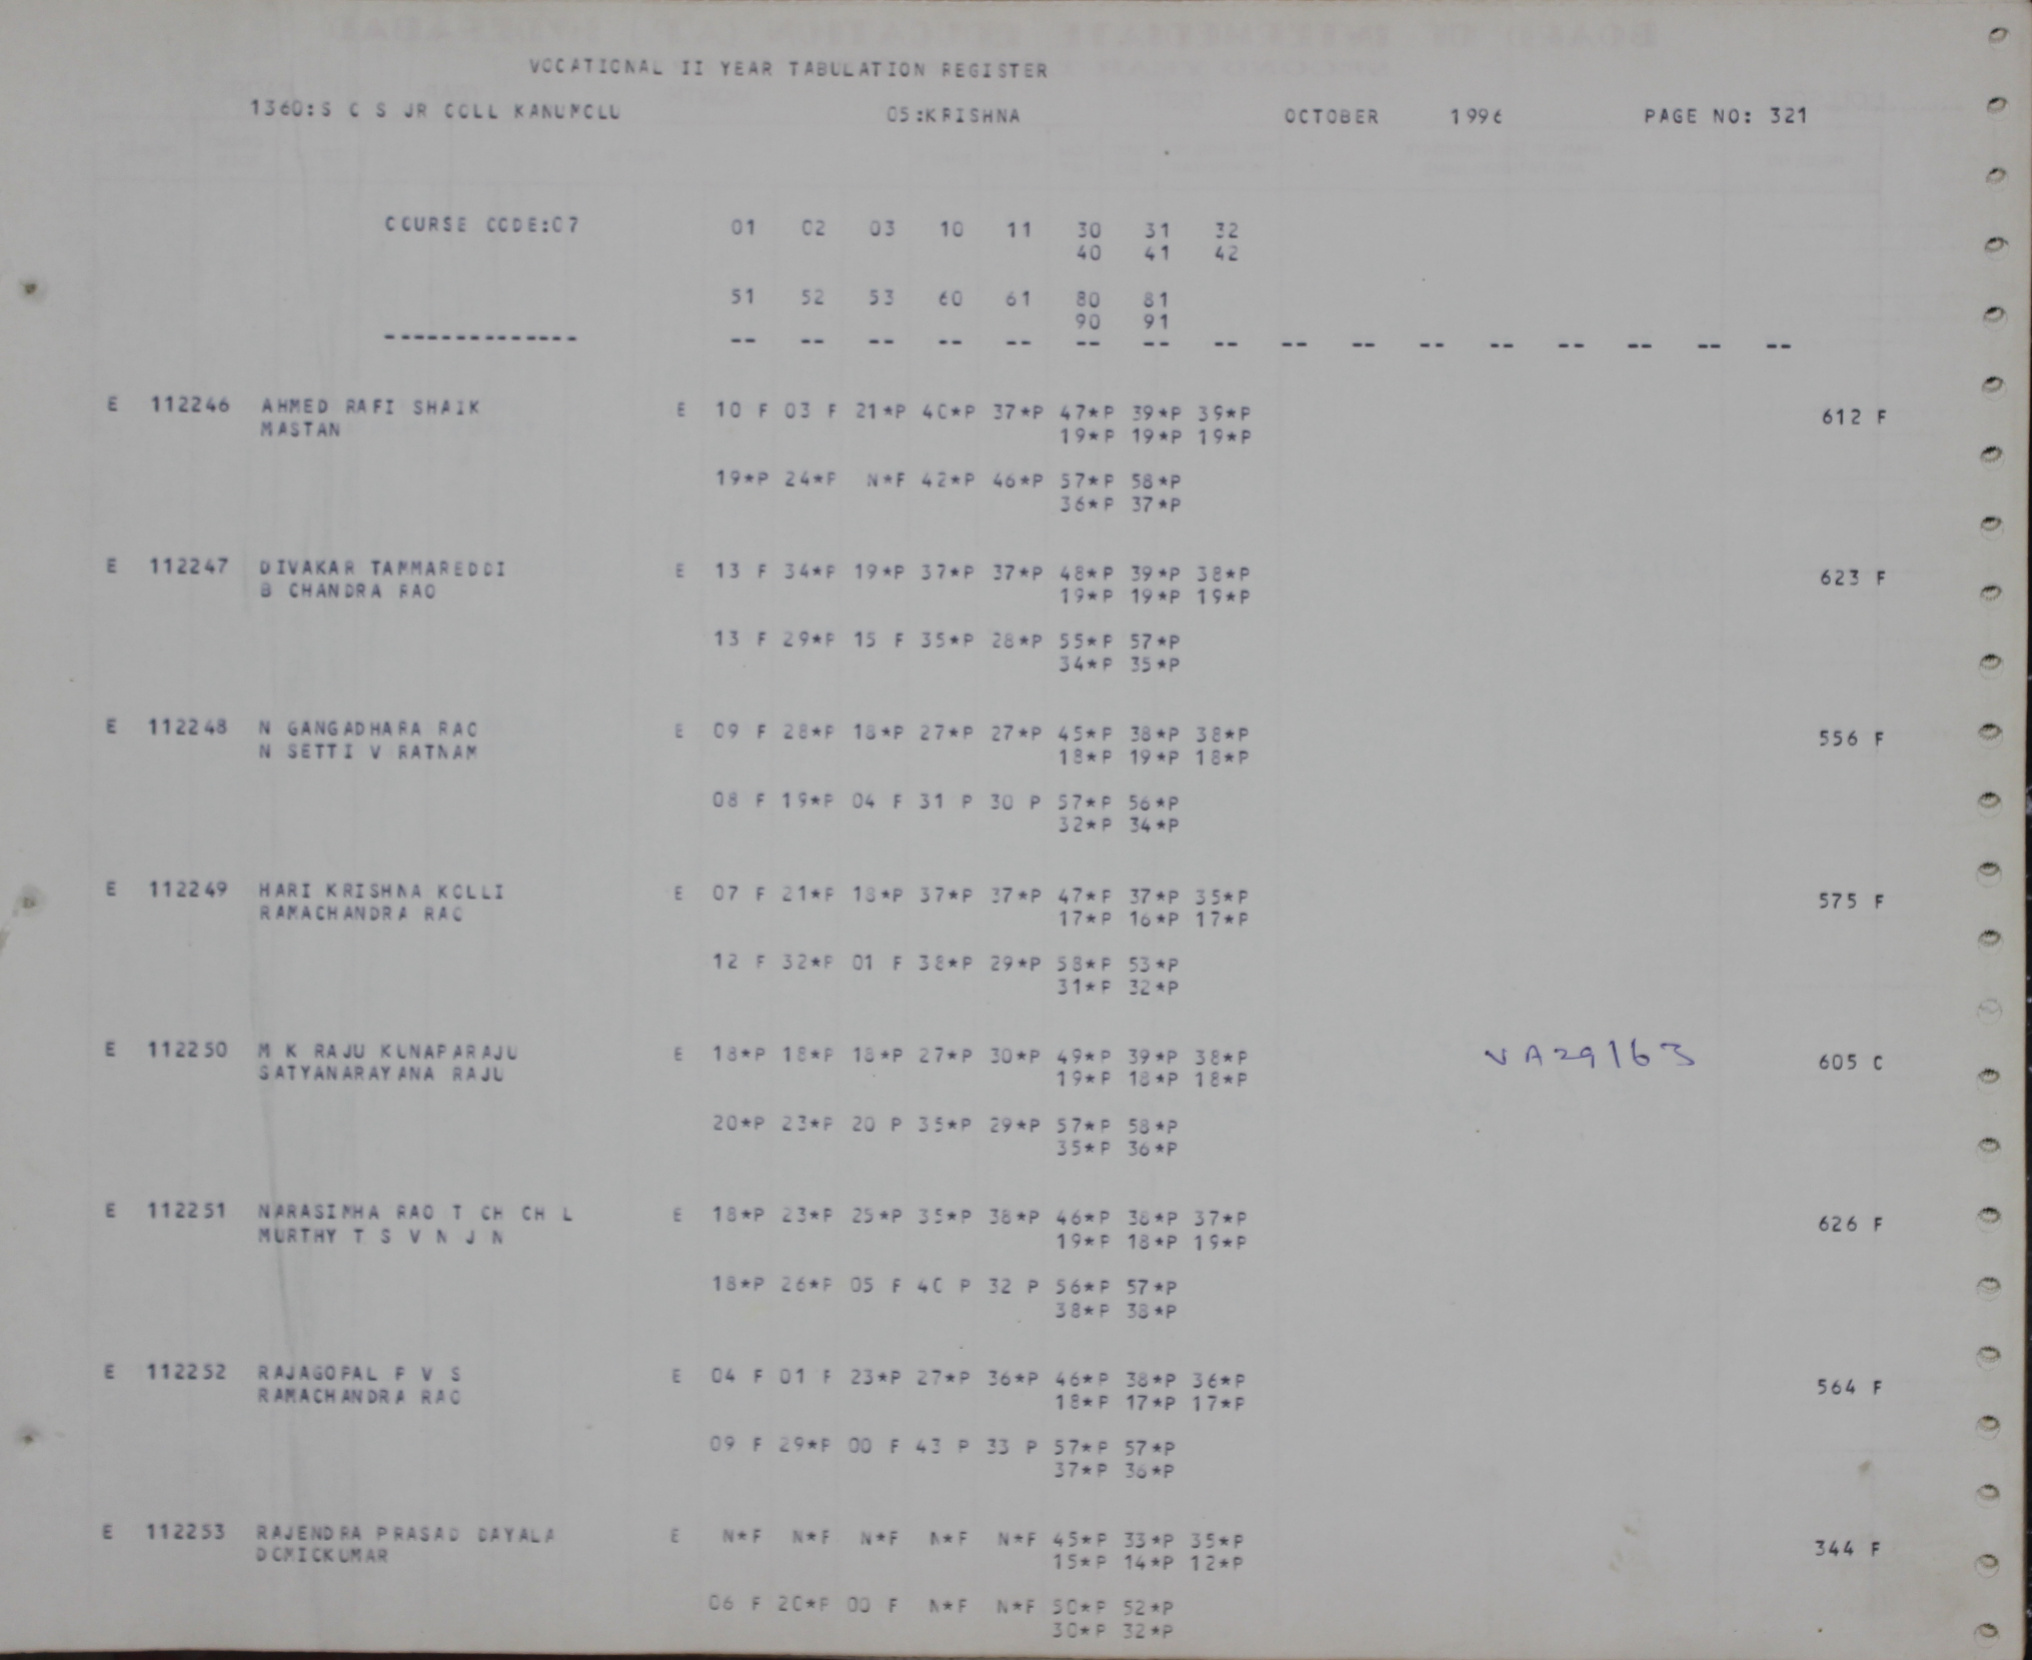 VOCATIONAL II YEAR TABULATION REGISTER
1360:S C S JR COLL KANUMOLU 05:KRISHNA OCTOBER 1996 PAGE NO: 321
COURSE CODE:07 01 02 03 10 11 30 31 32
40 41 42
51 52 53 60 61 80 81
90 91
-------------- -- -- -- -- -- -- -- -- -- -- -- -- -- -- -- --
E 112246 AHMED RAFI SHAIK E 10 F 03 F 21*P 40*P 37*P 47*P 39*P 39*P 612 F
MASTAN 19*P 19*P 19*P
19*P 24*P N*F 42*P 46*P 57*P 58*P
36*P 37*P
E 112247 DIVAKAR TAMMAREDDI E 13 F 34*P 19*P 37*P 37*P 48*P 39*P 38*P 623 F
B CHANDRA RAO 19*P 19*P 19*P
13 F 29*P 15 F 35*P 28*P 55*P 57*P
34*P 35*P
E 112248 N GANGADHARA RAO E 09 F 28*P 18*P 27*P 27*P 45*P 38*P 38*P 556 F
N SETTI V RATNAM 18*P 19*P 18*P
08 F 19*P 04 F 31 P 30 P 57*P 56*P
32*P 34*P
E 112249 HARI KRISHNA KOLLI E 07 F 21*P 18*P 37*P 37*P 47*P 37*P 35*P 575 F
RAMACHANDRA RAO 17*P 16*P 17*P
12 F 32*P 01 F 38*P 29*P 58*P 53*P
31*P 32*P
E 112250 M K RAJU KUNAPARAJU E 18*P 18*P 18*P 27*P 30*P 49*P 39*P 38*P VA29163 605 C
SATYANARAYANA RAJU 19*P 18*P 18*P
20*P 23*P 20 P 35*P 29*P 57*P 58*P
35*P 36*P
E 112251 NARASIMHA RAO T CH CH L E 18*P 23*P 25*P 35*P 38*P 46*P 38*P 37*P 626 F
MURTHY T S V N J N 19*P 18*P 19*P
18*P 26*P 05 F 40 P 32 P 56*P 57*P
38*P 38*P
E 112252 RAJAGOPAL P V S E 04 F 01 F 23*P 27*P 36*P 46*P 38*P 36*P 564 F
RAMACHANDRA RAO 18*P 17*P 17*P
09 F 29*P 00 F 43 P 33 P 57*P 57*P
37*P 36*P
E 112253 RAJENDRA PRASAD DAYALA E N*F N*F N*F N*F N*F 45*P 33*P 35*P 344 F
DOMICKUMAR 15*P 14*P 12*P
06 F 20*P 00 F N*F N*F 50*P 52*P
30*P 32*P